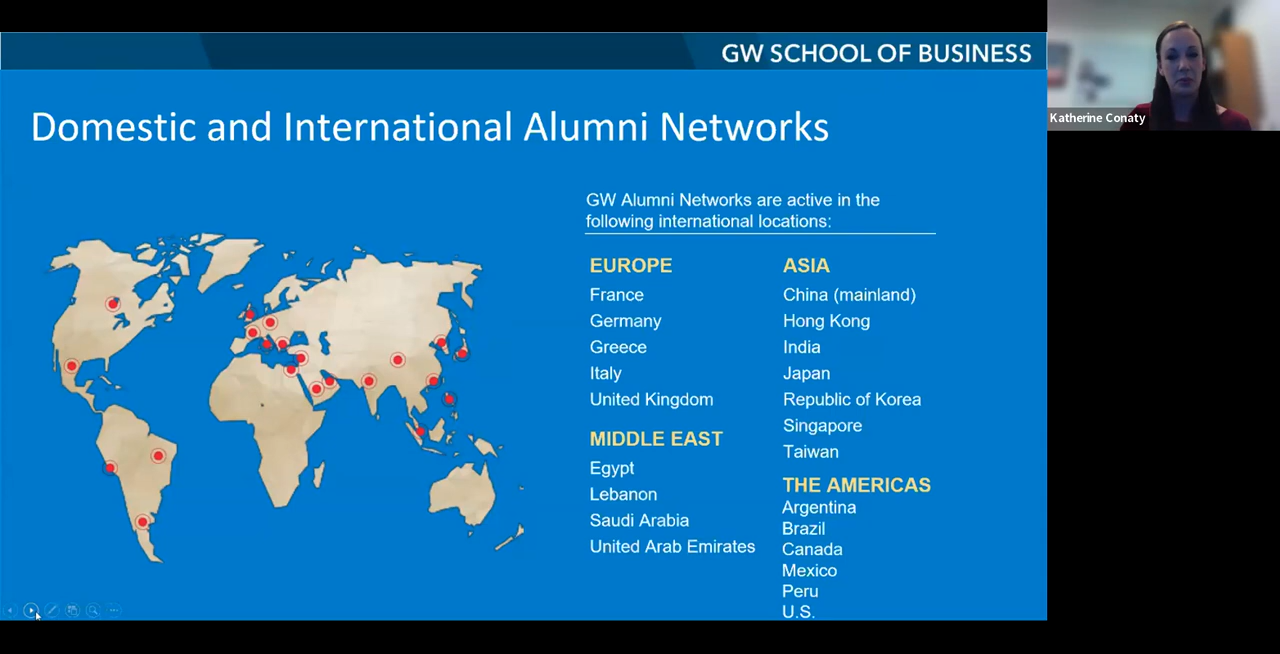 GW SCHOOL OF BUSINESS
Domestic and International Alumni Networks
GW Alumni Networks are active in the
following international locations:
EUROPE
France
Germany
Greece
Italy
United Kingdom
MIDDLE EAST
Egypt
Lebanon
Saudi Arabia
United Arab Emirates
ASIA
China (mainland)
Hong Kong
India
Japan
Republic of Korea
Singapore
Taiwan
THE AMERICAS
Argentina
Brazil
Canada
Mexico
Peru
U.S.
Katherine Conaty